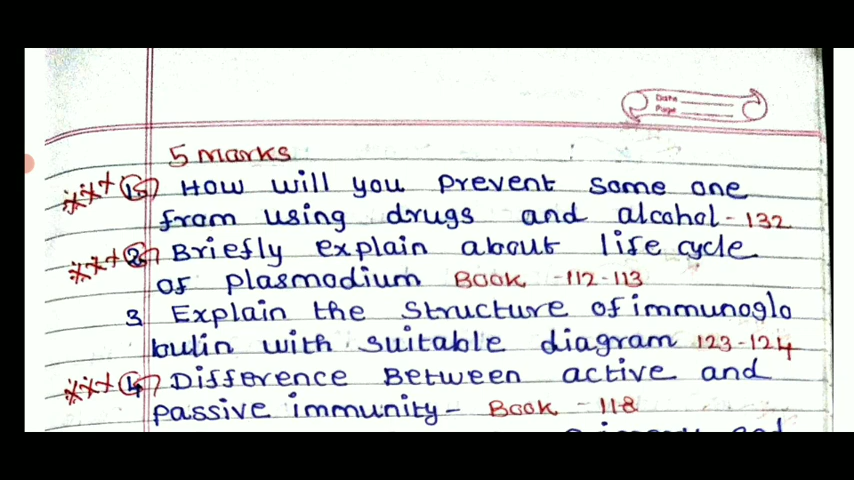 Date
Page
5 marks
1 How will you prevent some one
from using drugs and alcohol - 132
2 Briefly explain about life cycle
of plasmodium Book - 112 - 113
3 Explain the structure of immunoglo
bulin with suitable diagram 123 - 124
4 Difference Between active and
passive immunity - Book - 118
and